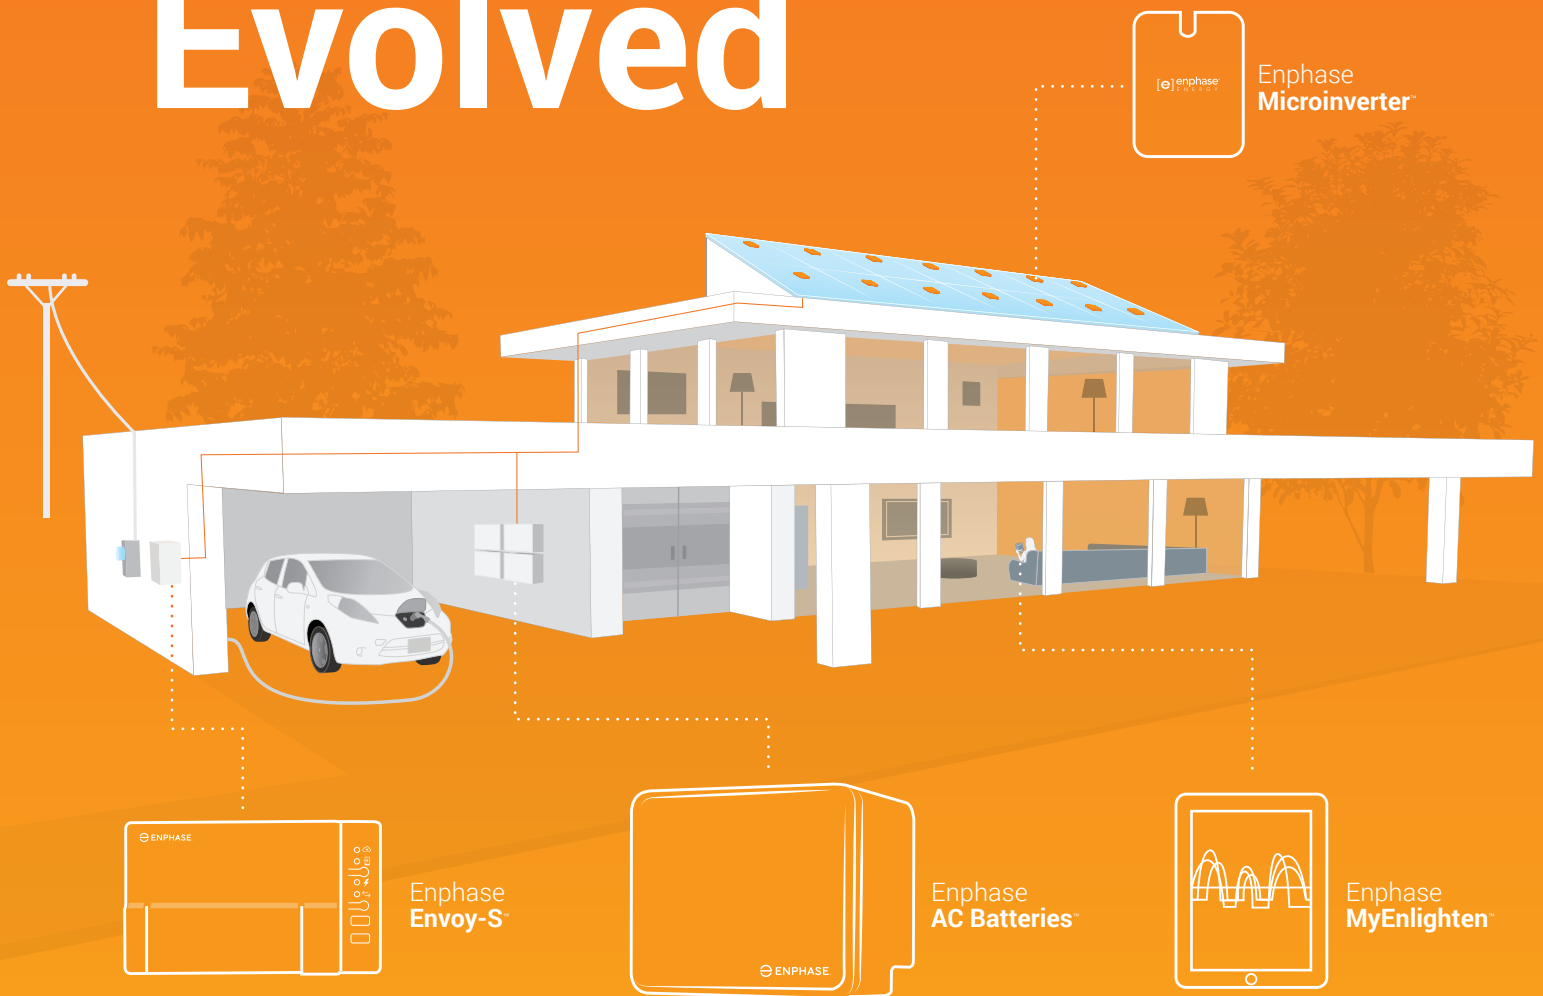 Evolved
[e] enphase
ENERGY
Enphase
Microinverter™
ENPHASE
Enphase
Envoy-S™
ENPHASE
Enphase
AC Batteries™
Enphase
MyEnlighten™